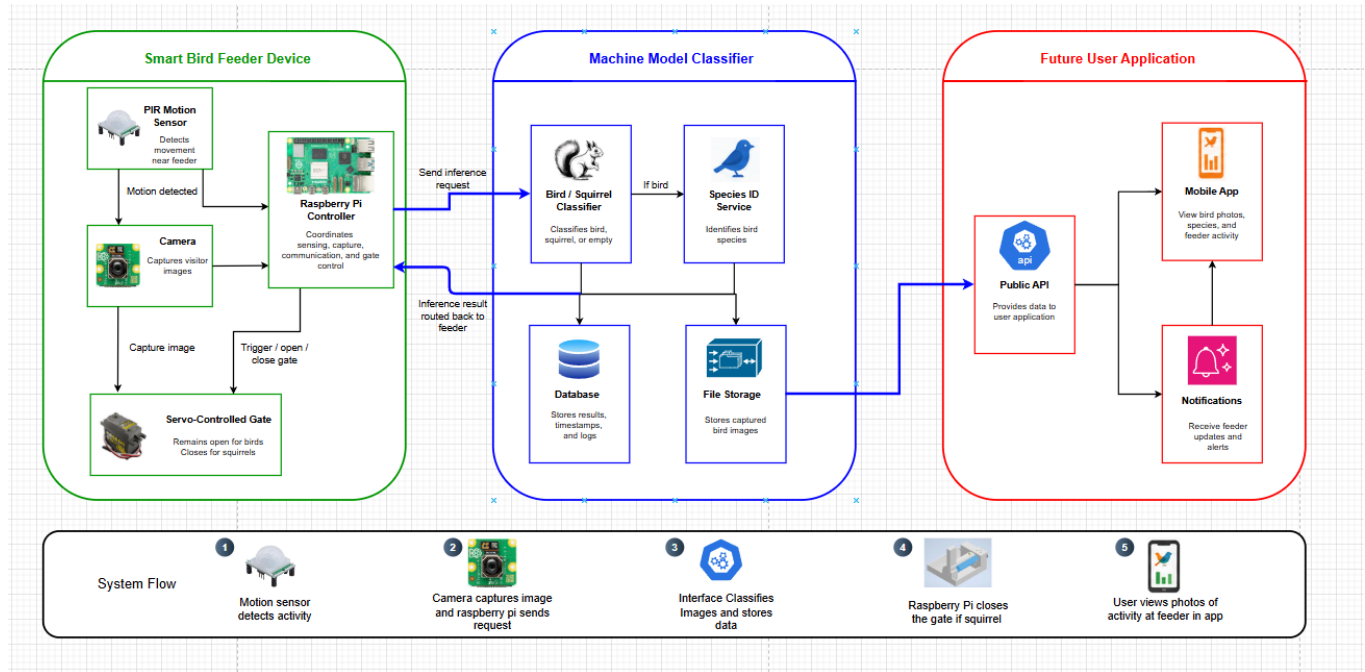 Smart Bird Feeder Device
PIR Motion
Sensor
Detects
movement
near feeder
Motion detected
Raspberry Pi
Controller
Coordinates
sensing, capture,
communication, and gate
control
Camera
Captures visitor
images
Capture image
Trigger / open /
close gate
Servo-Controlled Gate
Remains open for birds
Closes for squirrels
Send inference
request
Inference result
routed back to
feeder
Machine Model Classifier
Bird / Squirrel
Classifier
Classifies bird,
squirrel, or empty
If bird
Species ID
Service
Identifies bird
species
Database
Stores results,
timestamps,
and logs
File Storage
Stores captured
bird images
Future User Application
api
Public API
Provides data to
user application
Mobile App
View bird photos,
species, and
feeder activity
Notifications
Receive feeder
updates and
alerts
System Flow
1
Motion sensor
detects activity
2
Camera captures image
and raspberry pi sends
request
3
Interface Classifies
Images and stores
data
4
Raspberry Pi closes
the gate if squirrel
5
User views photos of
activity at feeder in app